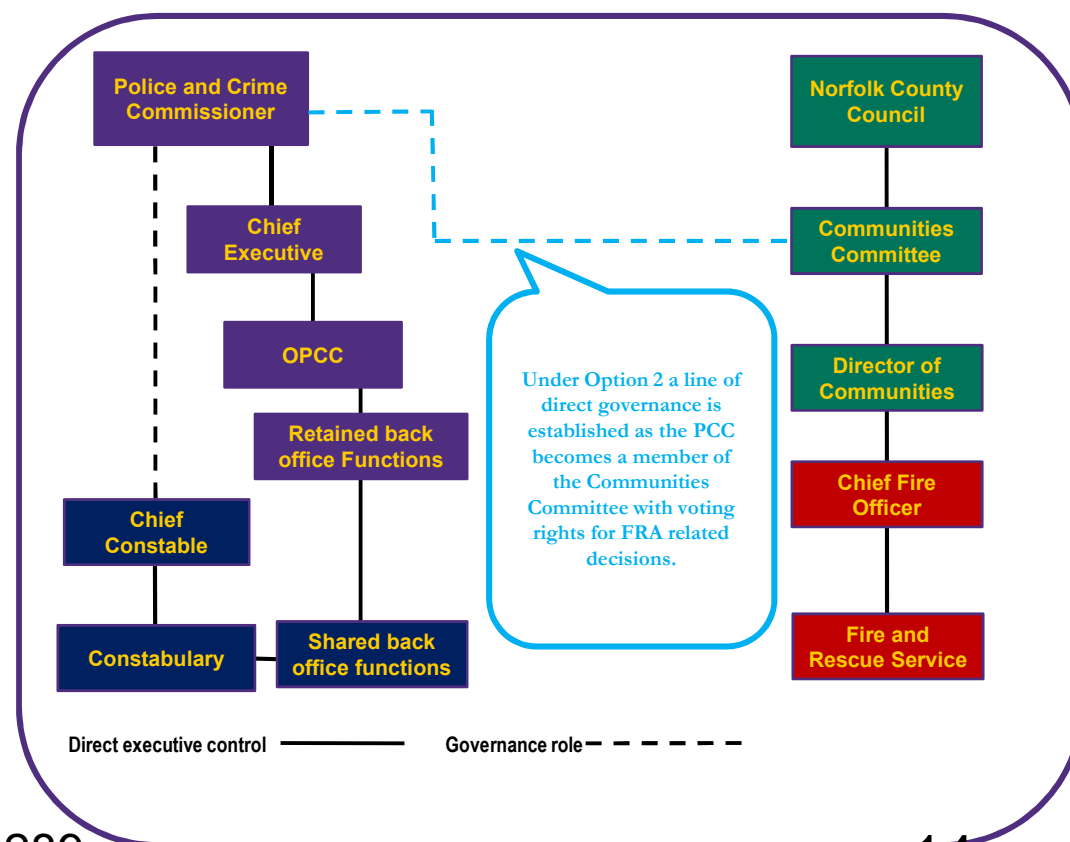 Police and Crime
Commissioner
Norfolk County
Council
Chief
Executive
Communities
Committee
OPCC
Under Option 2 a line of
direct governance is
established as the PCC
becomes a member of
the Communities
Committee with voting
rights for FRA related
decisions.
Director of
Communities
Retained back
office Functions
Chief Fire
Officer
Chief
Constable
Constabulary
Shared back
office functions
Fire and
Rescue Service
Direct executive control
Governance role